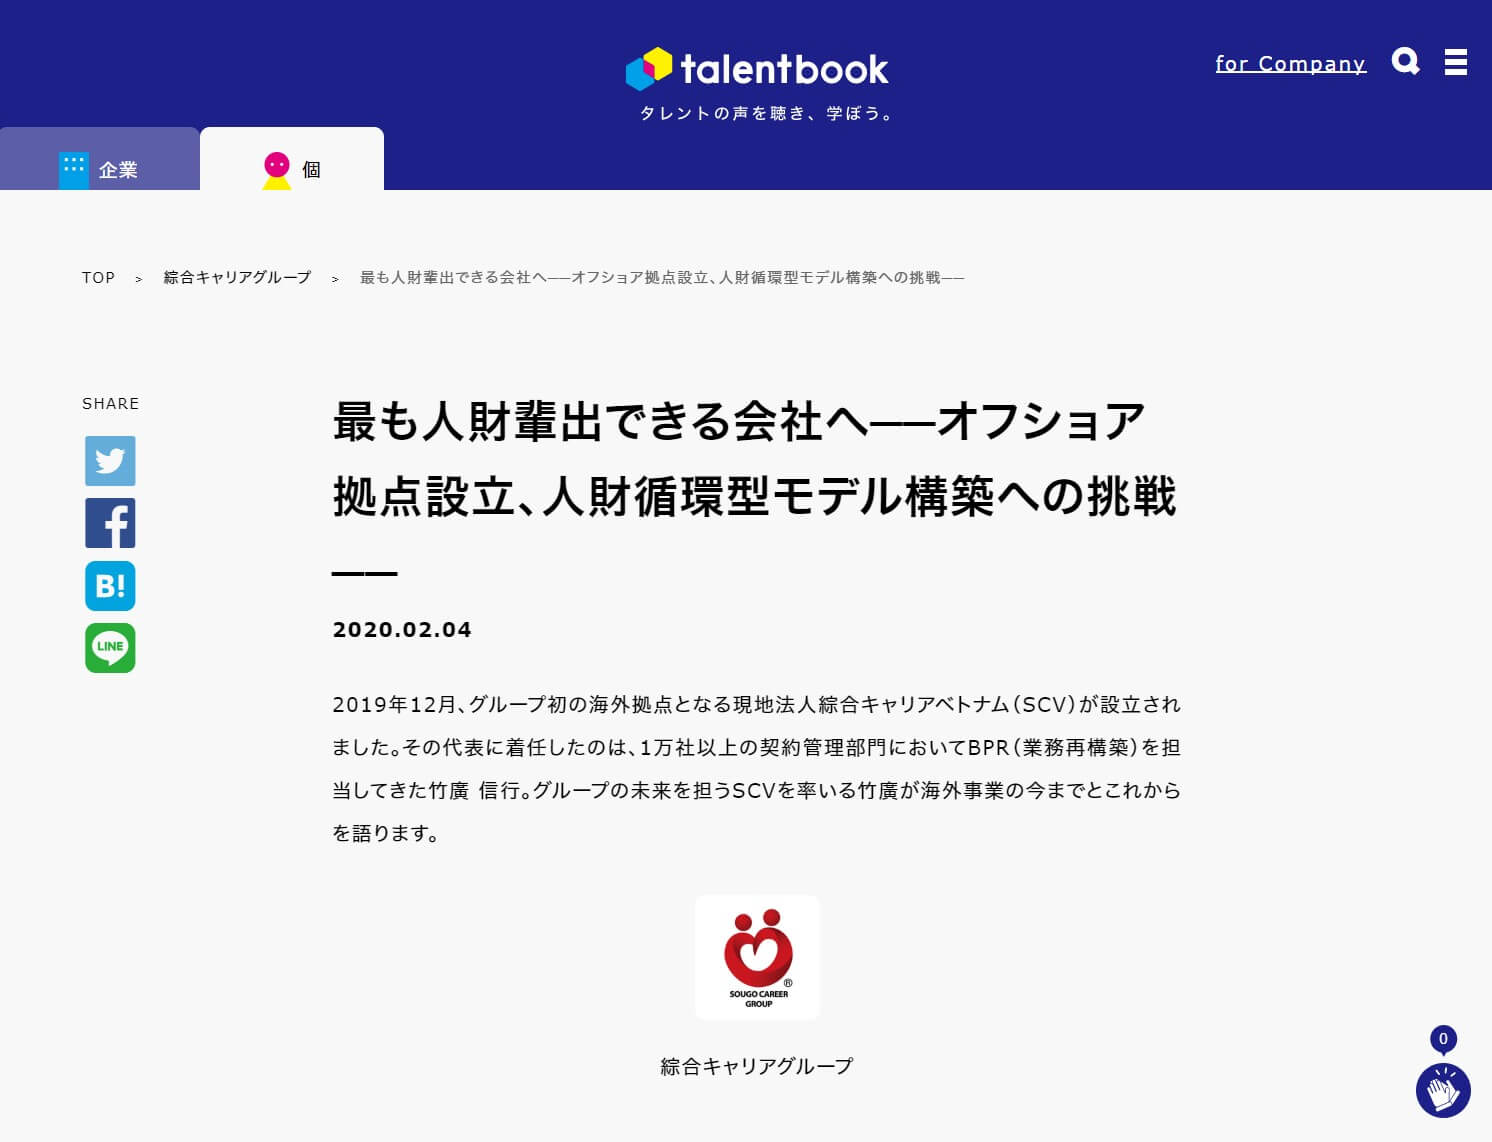 talentbook
タレントの声を聴き、学ぼう。
for Company
企業
個
TOP > 綜合キャリアグループ > 最も人財輩出できる会社へ──オフショア拠点設立、人財循環型モデル構築への挑戦──
SHARE
B!
LINE
最も人財輩出できる会社へ──オフショア
拠点設立、人財循環型モデル構築への挑戦
──
2020.02.04
2019年12月、グループ初の海外拠点となる現地法人綜合キャリアベトナム（SCV）が設立され
ました。その代表に着任したのは、1万社以上の契約管理部門においてBPR（業務再構築）を担
当してきた竹廣 信行。グループの未来を担うSCVを率いる竹廣が海外事業の今までとこれから
を語ります。
®
SOUGO CAREER
GROUP
綜合キャリアグループ
0